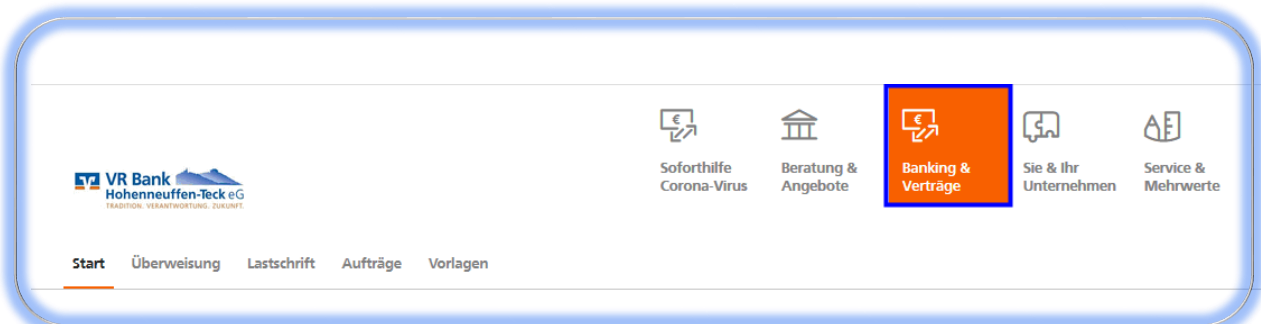 Soforthilfe
Corona-Virus
Beratung &
Angebote
Banking &
Verträge
Sie & Ihr
Unternehmen
Service &
Mehrwerte
VR Bank
Hohenneuffen-Teck eG
TRADITION. VERANTWORTUNG. ZUKUNFT.
Start Überweisung Lastschrift Aufträge Vorlagen